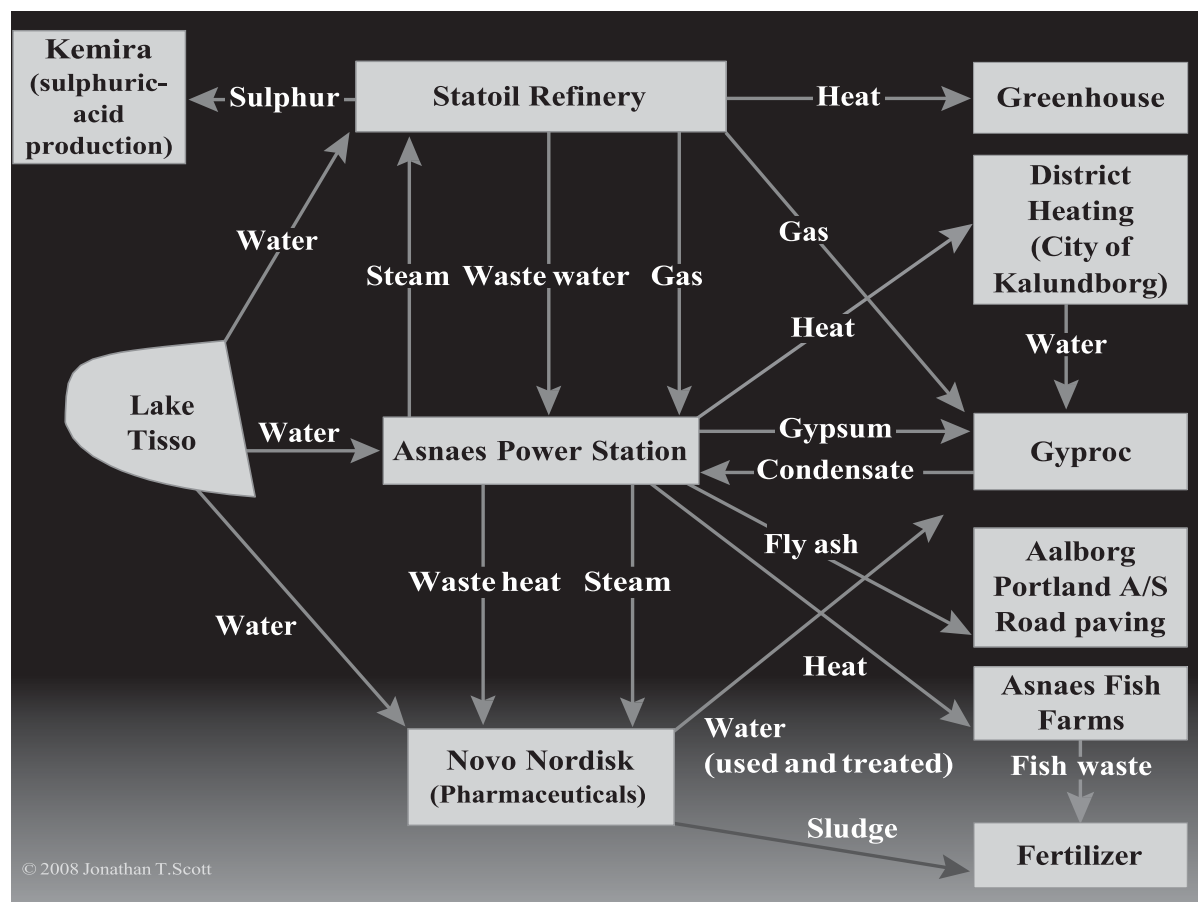 Kemira
(sulphuric-
acid
production)
Sulphur
Statoil Refinery
Heat
Greenhouse
District
Heating
(City of
Kalundborg)
Water
Gas
Steam
Waste water
Gas
Heat
Water
Lake
Tisso
Water
Asnaes Power Station
Gypsum
Condensate
Gyproc
Fly ash
Aalborg
Portland A/S
Road paving
Waste heat
Steam
Water
Heat
Asnaes Fish
Farms
Water
(used and treated)
Novo Nordisk
(Pharmaceuticals)
Fish waste
Sludge
Fertilizer
© 2008 Jonathan T.Scott